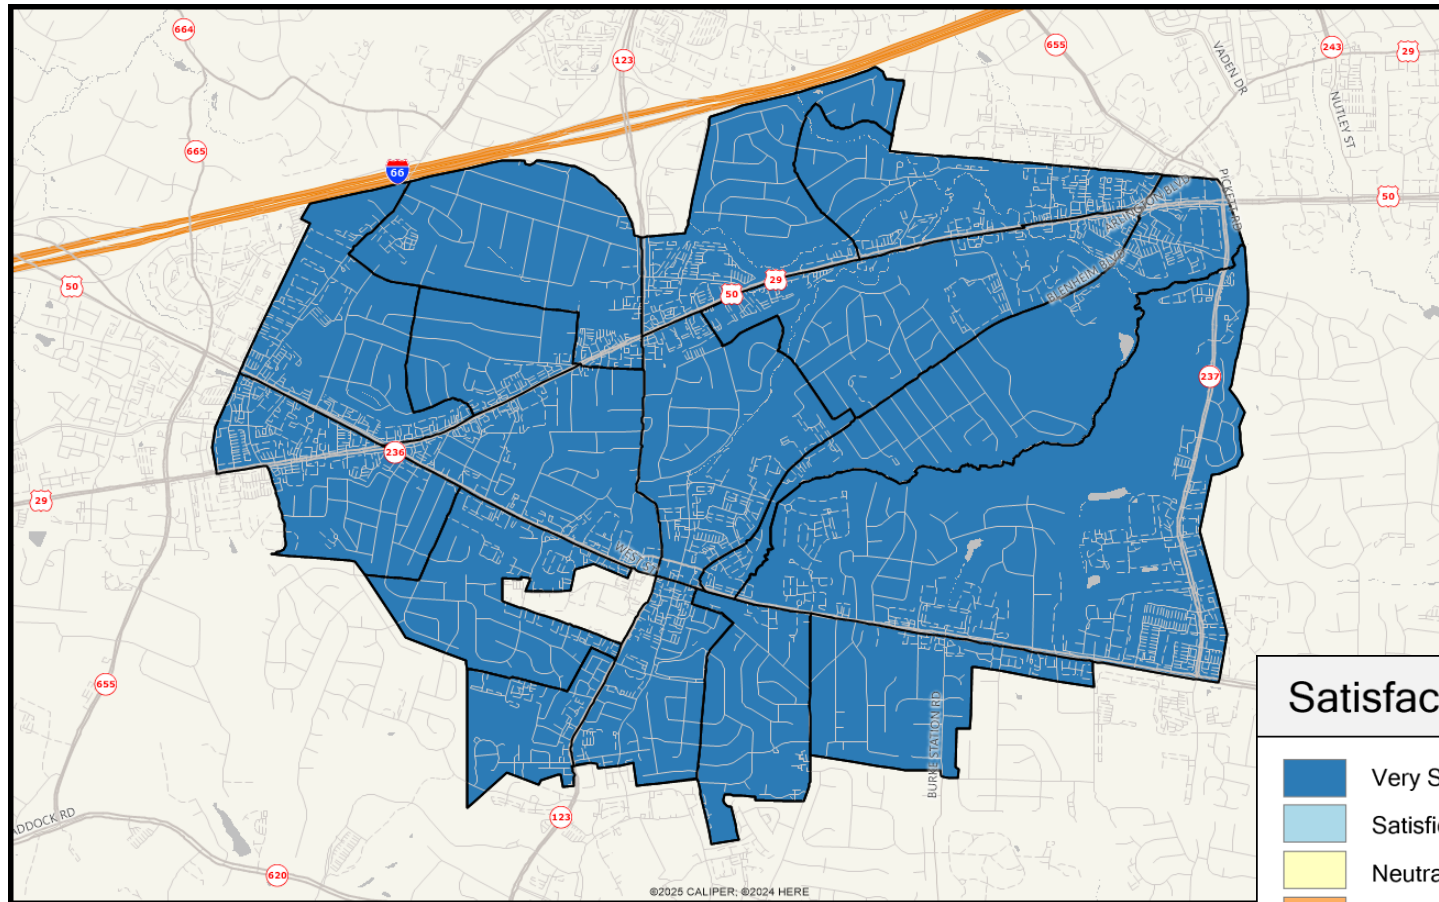 664
123
655
243
29
VADEN DR
NUTLEY ST
665
66
PICKETT RD
50
ARLINGTON BLVD
50
29
50
BLENHEIM BLVD
237
236
29
WEST ST
655
BURKE STATION RD
ADDOCK RD
123
620
©2025 CALIPER; ©2024 HERE
Satisfac
Very S
Satisfi
Neutra